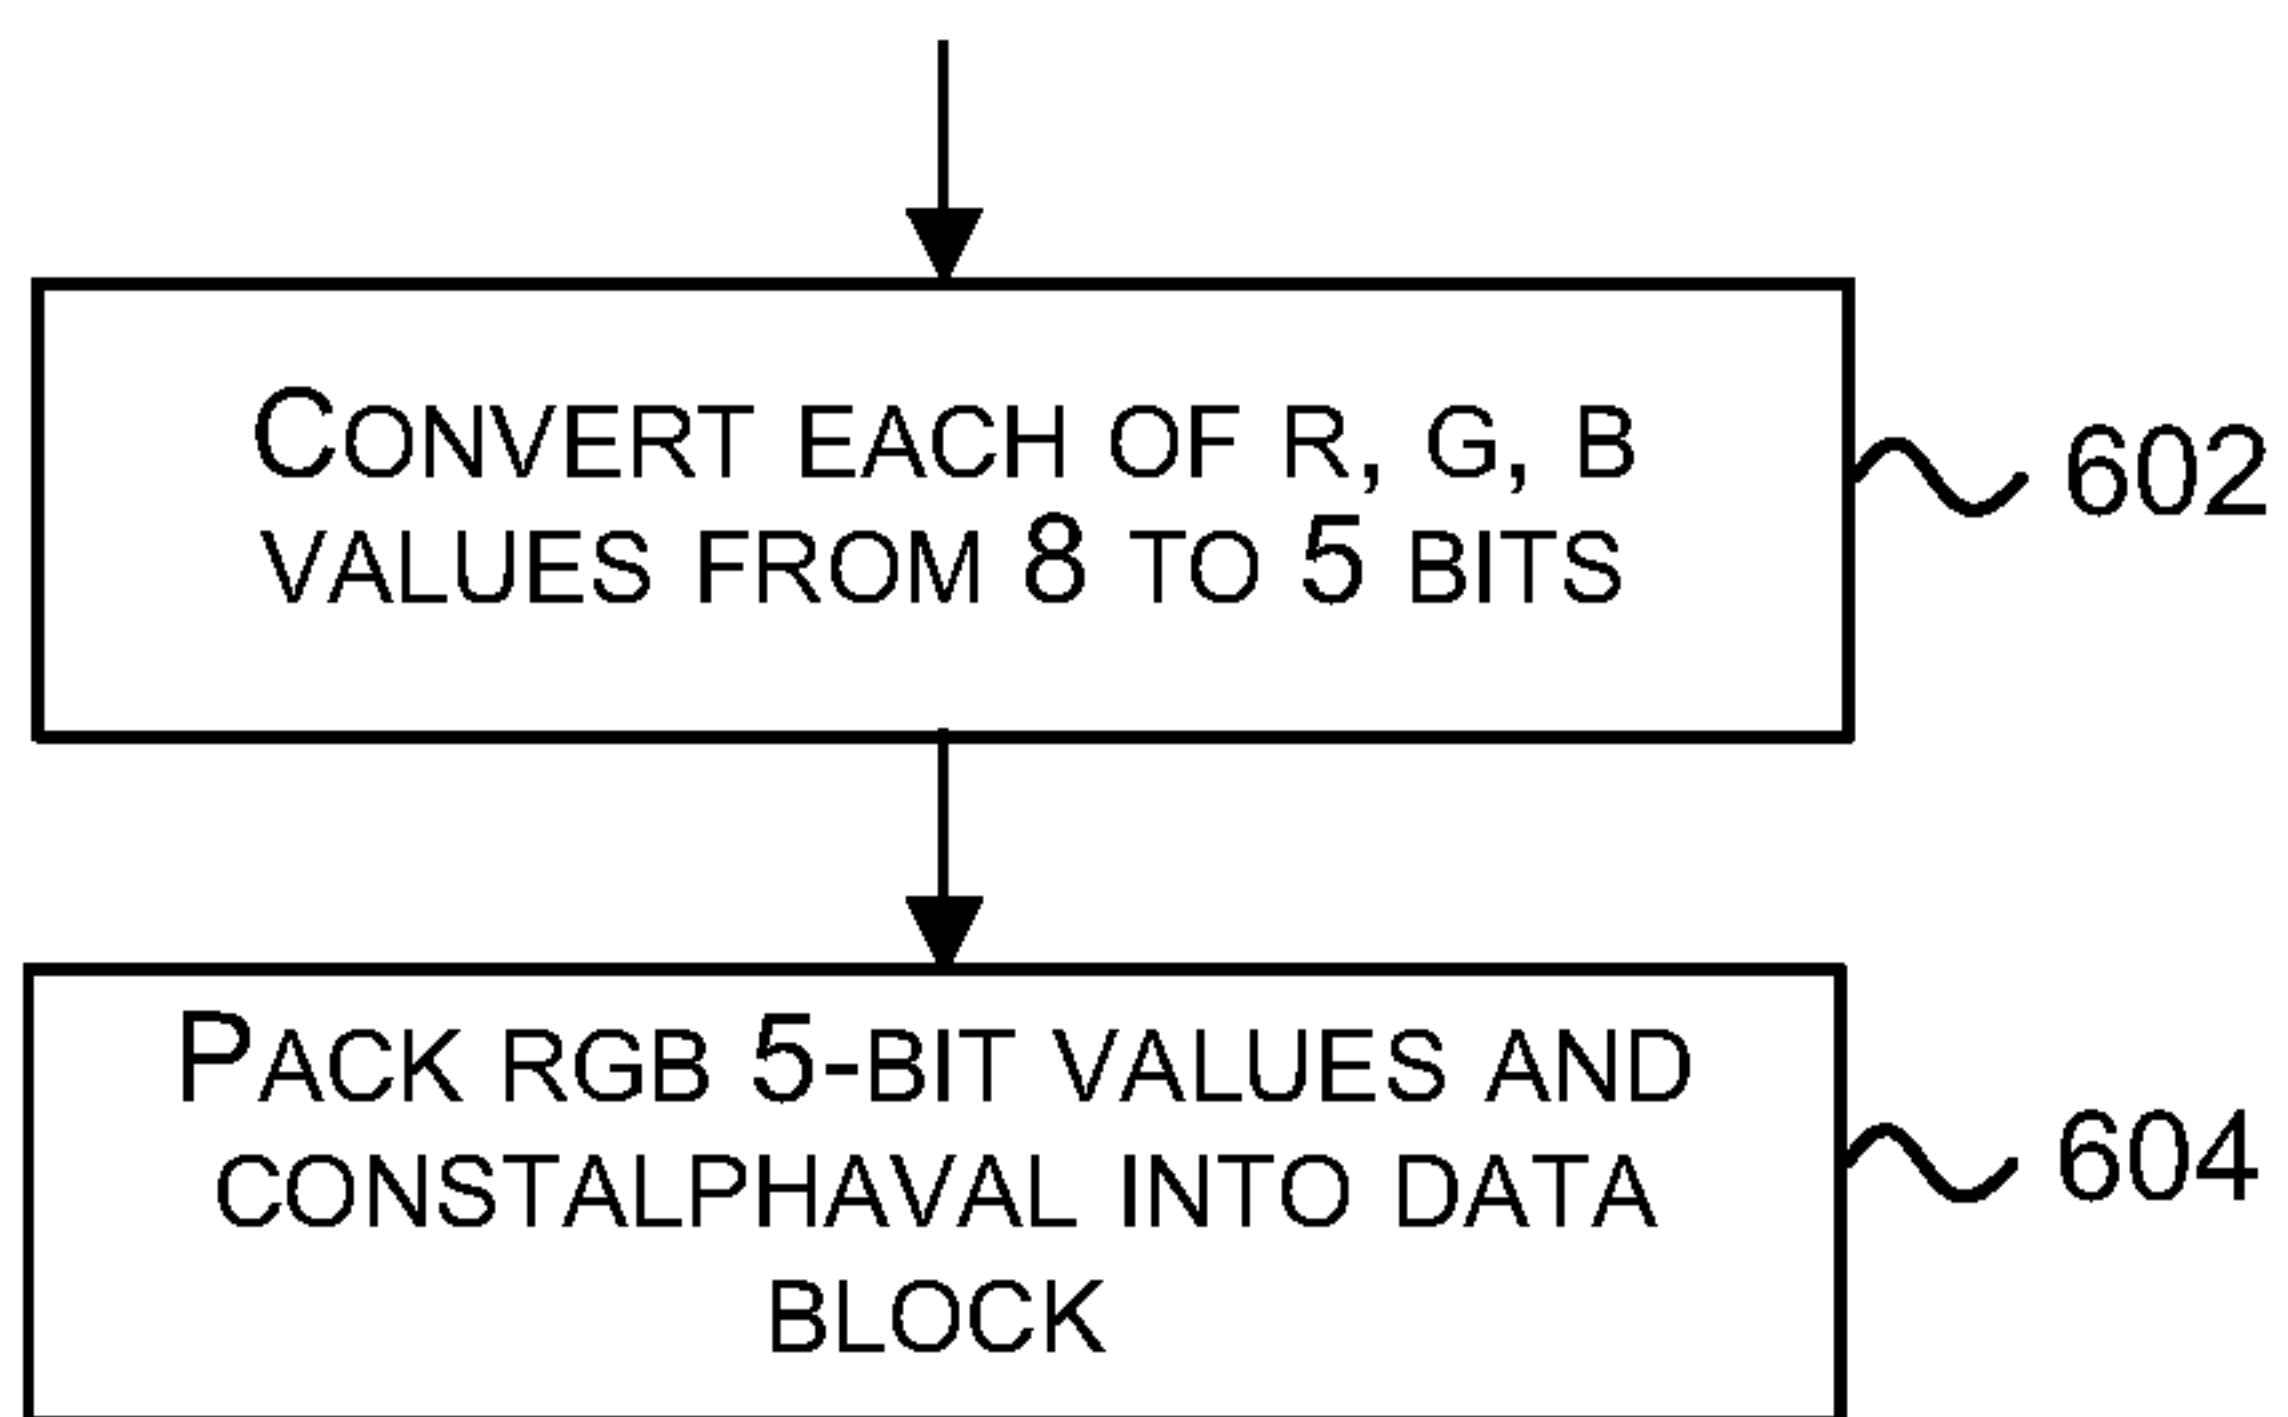 CONVERT EACH OF R, G, B
VALUES FROM 8 TO 5 BITS
602
PACK RGB 5-BIT VALUES AND
CONSTALPHAVAL INTO DATA
BLOCK
604